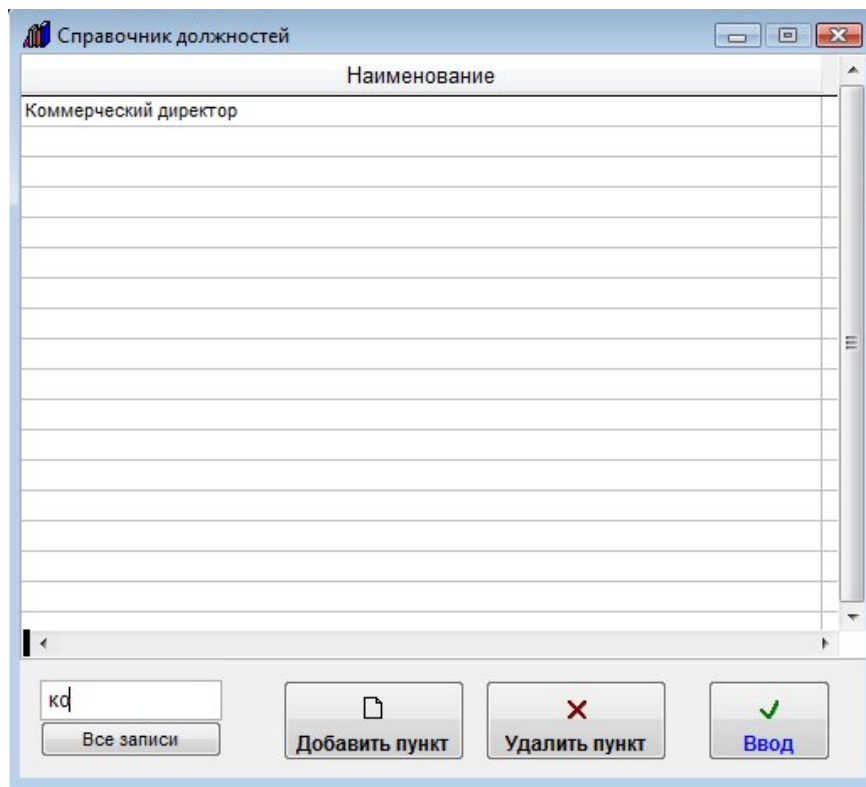 Справочник должностей
Наименование
Коммерческий директор
ко
Все записи
Добавить пункт
Удалить пункт
Ввод